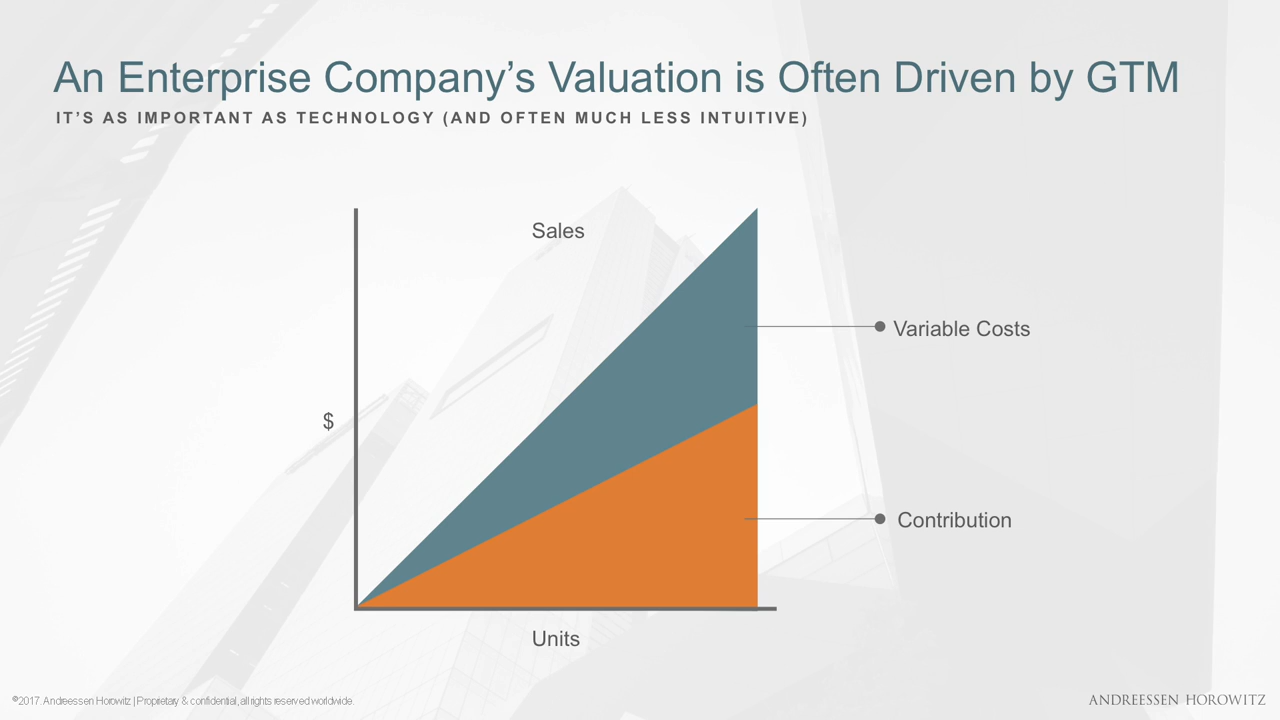 An Enterprise Company’s Valuation is Often Driven by GTM
IT’S AS IMPORTANT AS TECHNOLOGY (AND OFTEN MUCH LESS INTUITIVE)
Sales
Variable Costs
$
Contribution
Units
©2017. Andreessen Horowitz | Proprietary & confidential, all rights reserved worldwide.
ANDREESSEN HOROWITZ